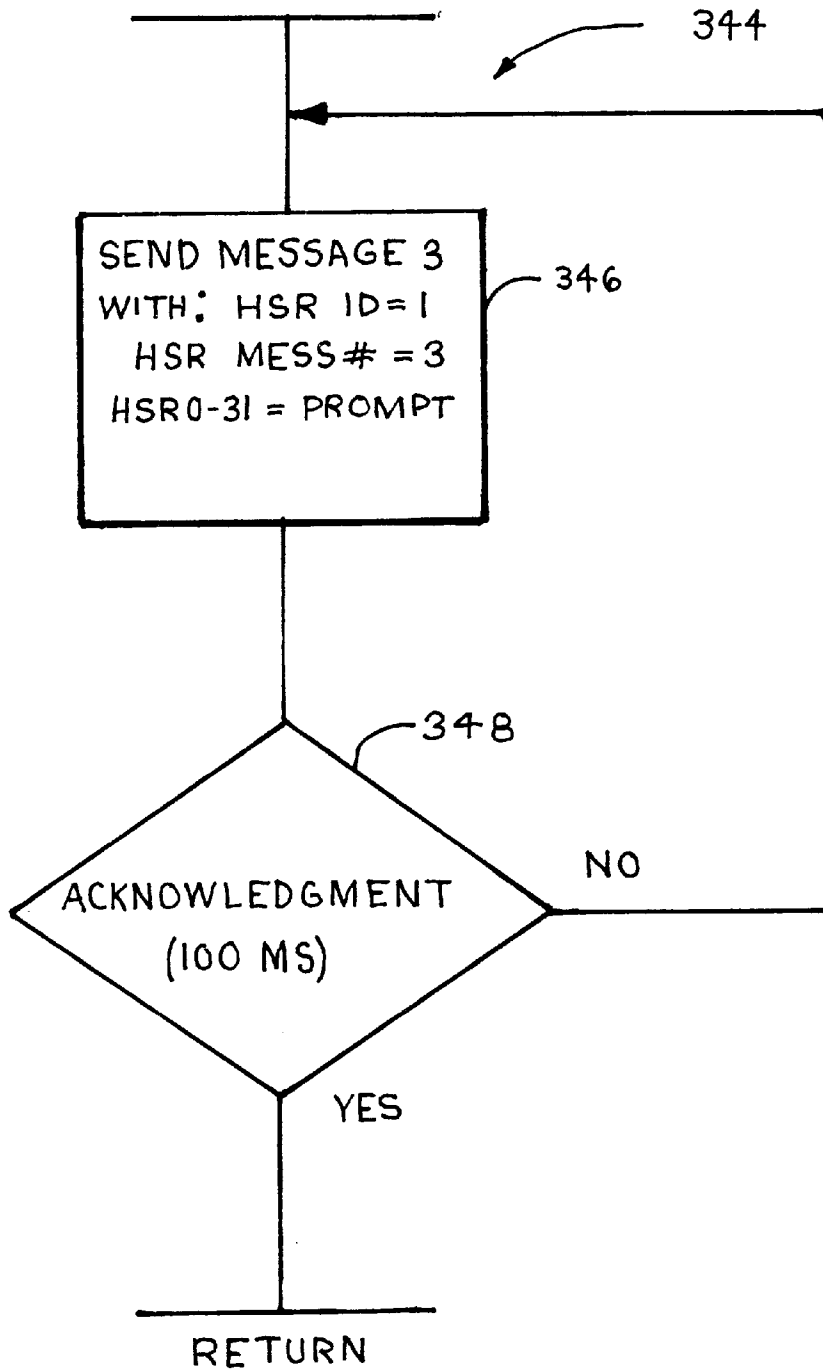 344
SEND MESSAGE 3
WITH: HSR ID=1
HSR MESS# = 3
HSR0-31 = PROMPT
346
348
ACKNOWLEDGMENT
(100 MS)
NO
YES
RETURN